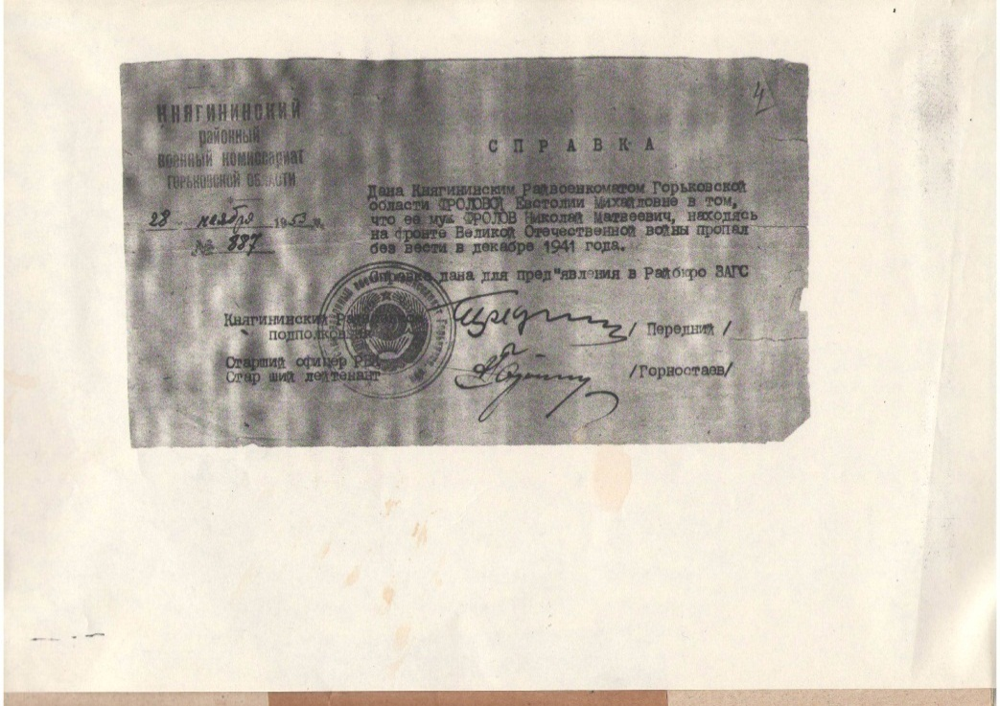 4
КНЯГИНИНСКИЙ
районный
военный комиссариат
ГОРЬКОВСКОЙ ОБЛАСТИ
28 ноября 1953 г.
№ 887
СПРАВКА
Дана Княгининским Райвоенкоматом Горьковской
области ФРОЛОВОЙ Евстолии Михайловне в том,
что ее муж ФРОЛОВ Николай Матвеевич, находясь
на фронте Великой Отечественной войны пропал
без вести в декабре 1941 года.
Справка дана для пред"явления в Райбюро ЗАГС
Княгининский
подполковник
/ Передний /
Старший офицер
Стар ший лейтенант
/Горностаев/